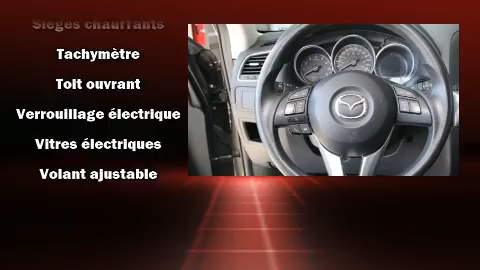 Sièges chauffants
Tachymètre
Toit ouvrant
Verrouillage électrique
Vitres électriques
Volant ajustable